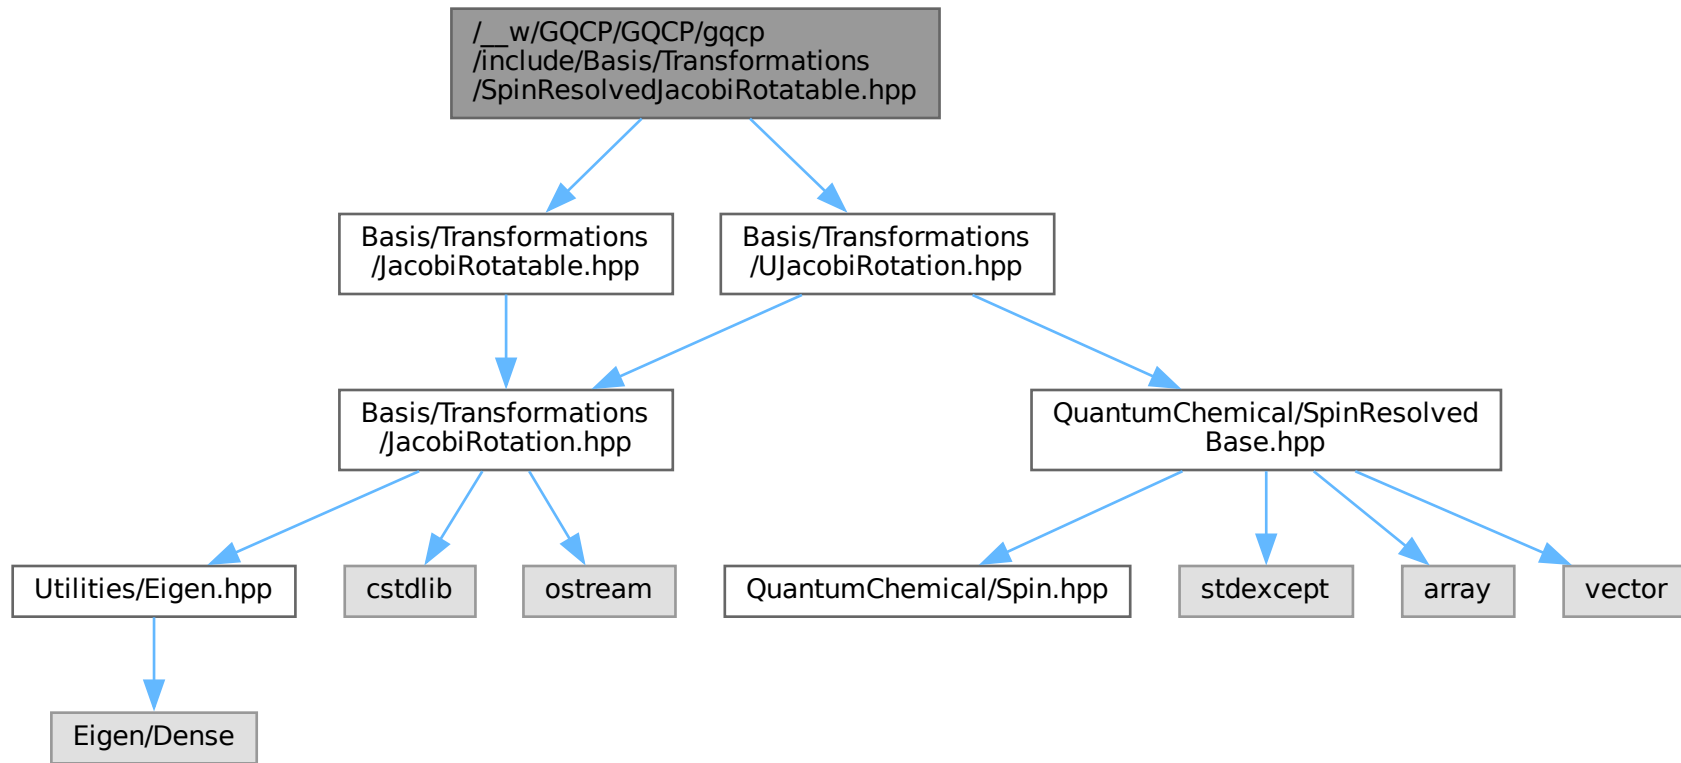 /__w/GQCP/GQCP/gqcp
/include/Basis/Transformations
/SpinResolvedJacobiRotatable.hpp
Basis/Transformations
/JacobiRotatable.hpp
Basis/Transformations
/UJacobiRotation.hpp
Basis/Transformations
/JacobiRotation.hpp
QuantumChemical/SpinResolved
Base.hpp
Utilities/Eigen.hpp
cstdlib
ostream
QuantumChemical/Spin.hpp
stdexcept
array
vector
Eigen/Dense